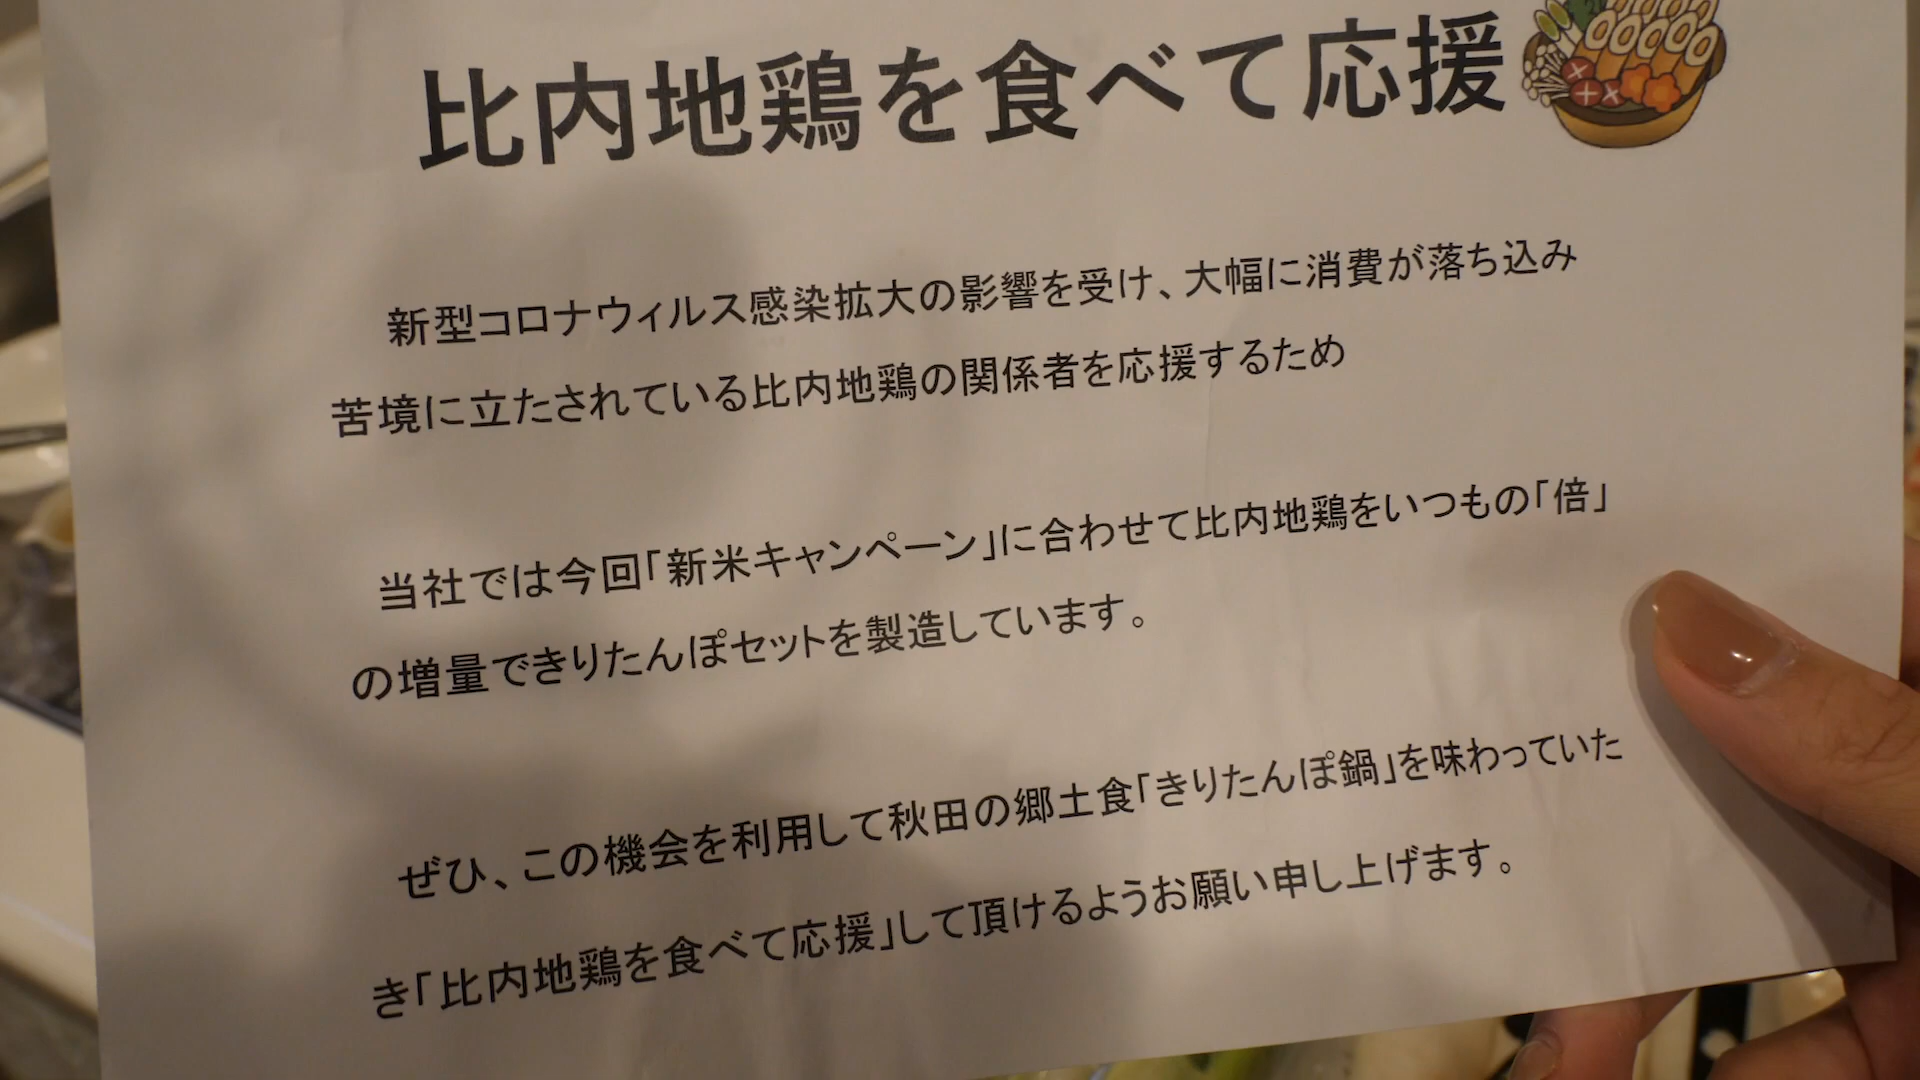 比内地鶏を食べて応援
新型コロナウィルス感染拡大の影響を受け、大幅に消費が落ち込み
苦境に立たされている比内地鶏の関係者を応援するため
当社では今回「新米キャンペーン」に合わせて比内地鶏をいつもの「倍」
の増量できりたんぽセットを製造しています。
ぜひ、この機会を利用して秋田の郷土食「きりたんぽ鍋」を味わっていた
き「比内地鶏を食べて応援」して頂けるようお願い申し上げます。